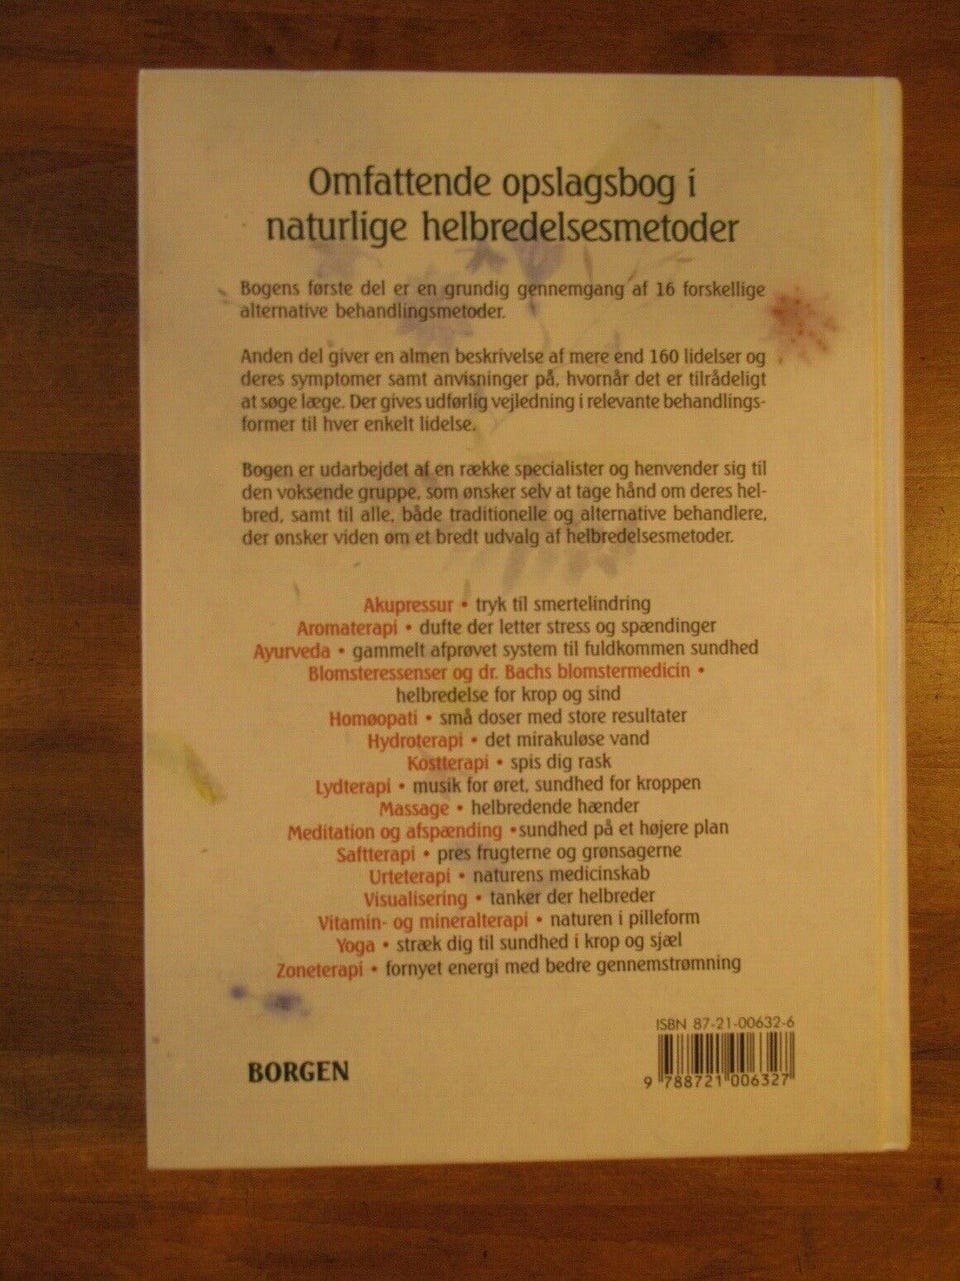 Omfattende opslagsbog i
naturlige helbredelsesmetoder
Bogens første del er en grundig gennemgang af 16 forskellige
alternative behandlingsmetoder.
Anden del giver en almen beskrivelse af mere end 160 lidelser og
deres symptomer samt anvisninger på, hvornår det er tilrådeligt
at søge læge. Der gives udførlig vejledning i relevante behandlings-
former til hver enkelt lidelse.
Bogen er udarbejdet af en række specialister og henvender sig til
den voksende gruppe, som ønsker selv at tage hånd om deres hel-
bred, samt til alle, både traditionelle og alternative behandlere,
der ønsker viden om et bredt udvalg af helbredelsesmetoder.
Akupressur • tryk til smertelindring
Aromaterapi • dufte der letter stress og spændinger
Ayurveda • gammelt afprøvet system til fuldkommen sundhed
Blomsteressenser og dr. Bachs blomstermedicin •
helbredelse for krop og sind
Homøopati • små doser med store resultater
Hydroterapi • det mirakuløse vand
Kostterapi • spis dig rask
Lydterapi • musik for øret, sundhed for kroppen
Massage • helbredende hænder
Meditation og afspænding •sundhed på et højere plan
Saftterapi • pres frugterne og grønsagerne
Urteterapi • naturens medicinskab
Visualisering • tanker der helbreder
Vitamin- og mineralterapi • naturen i pilleform
Yoga • stræk dig til sundhed i krop og sjæl
Zoneterapi • fornyet energi med bedre gennemstrømning
ISBN 87-21-00632-6
BORGEN
9 788721 006327